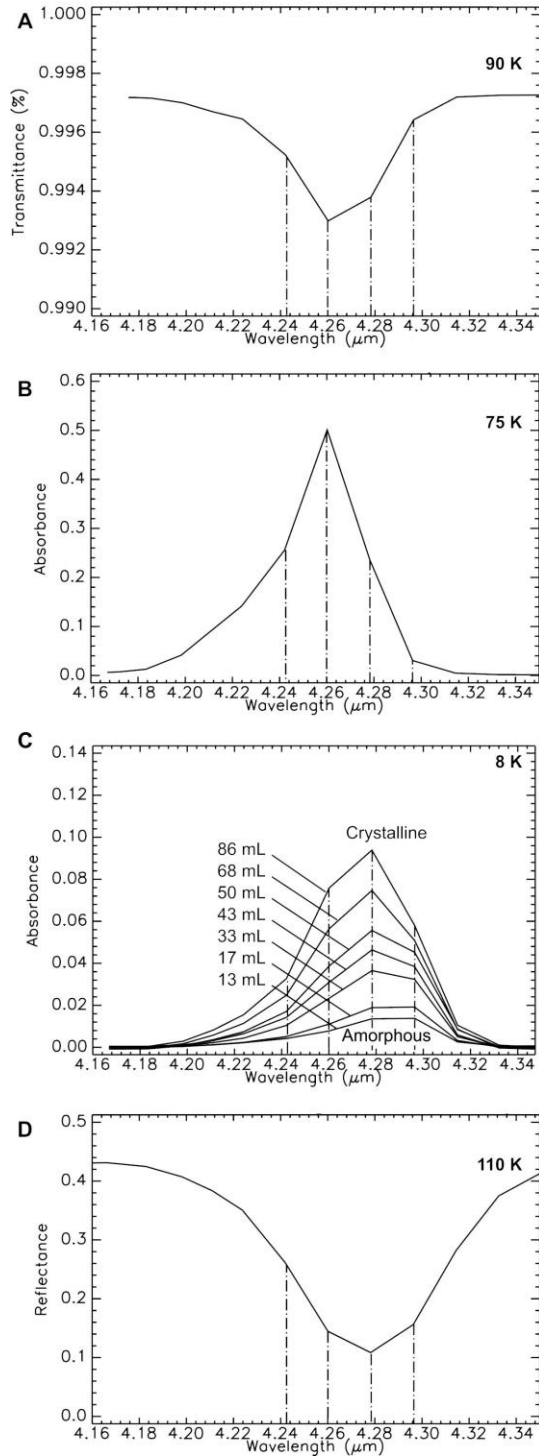 A
90 K
Transmittance (%)
1.000
0.998
0.996
0.994
0.992
0.990
4.16 4.18 4.20 4.22 4.24 4.26 4.28 4.30 4.32 4.34
Wavelength (μm)
B
75 K
Absorbance
0.6
0.5
0.4
0.3
0.2
0.1
0.0
4.16 4.18 4.20 4.22 4.24 4.26 4.28 4.30 4.32 4.34
Wavelength (μm)
C
8 K
Absorbance
0.14
0.12
0.10
0.08
0.06
0.04
0.02
0.00
Crystalline
86 mL
68 mL
50 mL
43 mL
33 mL
17 mL
13 mL
Amorphous
4.16 4.18 4.20 4.22 4.24 4.26 4.28 4.30 4.32 4.34
Wavelength (μm)
D
110 K
Reflectance
0.5
0.4
0.3
0.2
0.1
0.0
4.16 4.18 4.20 4.22 4.24 4.26 4.28 4.30 4.32 4.34
Wavelength (μm)